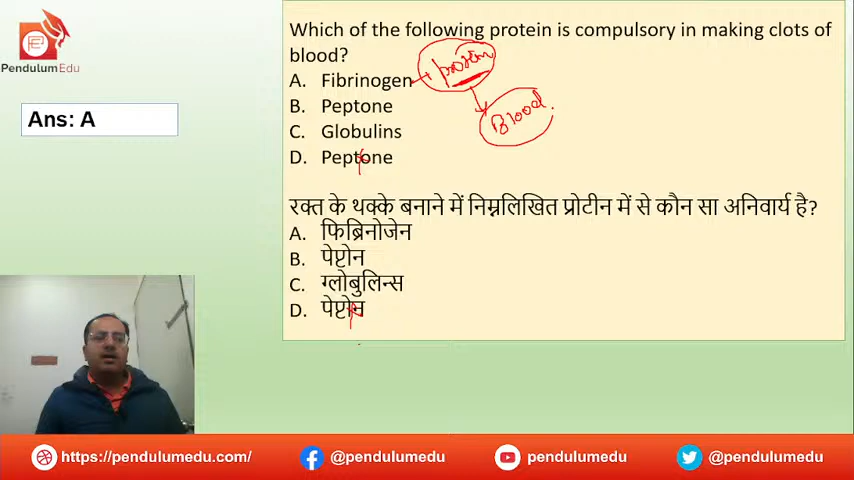 PendulumEdu
Ans: A
Which of the following protein is compulsory in making clots of
blood?
A. Fibrinogen
protein
B. Peptone
Blood
C. Globulins
D. Peptone
रक्त के थक्के बनाने में निम्नलिखित प्रोटीन में से कौन सा अनिवार्य है?
A. फिब्रिनोजेन
B. पेप्टोन
C. ग्लोबुलिन्स
D. पेप्टोन
https://pendulumedu.com/ @pendulumedu pendulumedu @pendulumedu